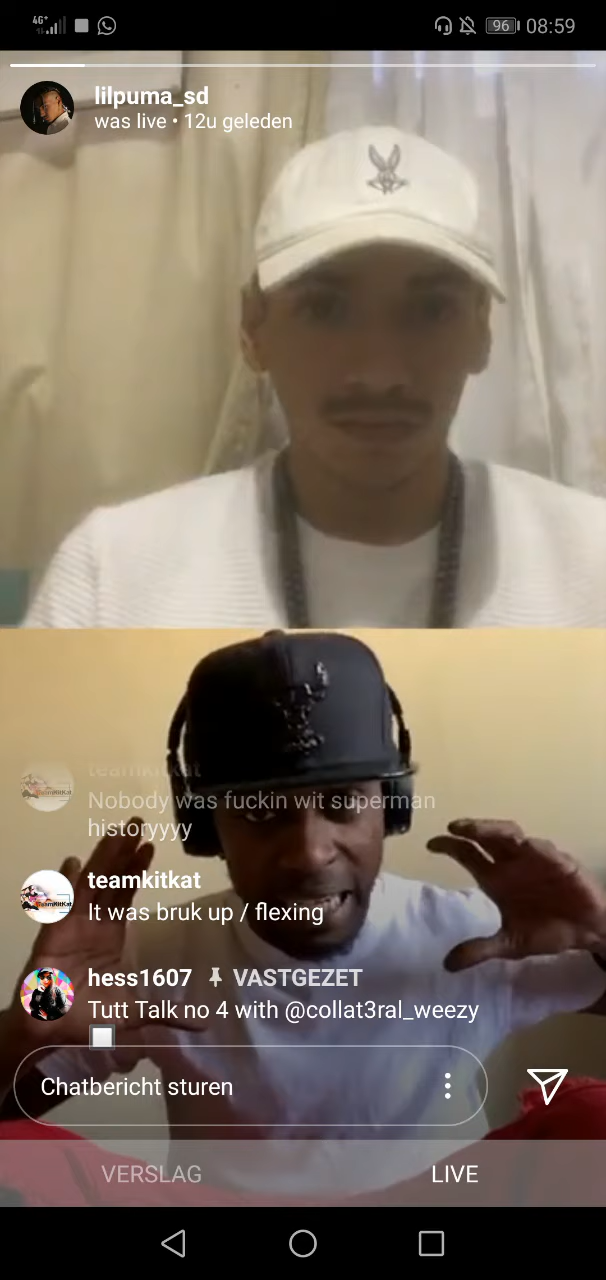 4G+
96
08:59
lilpuma_sd
was live • 12u geleden
teamkitkat
Nobody was fuckin wit superman
historyyyy
teamkitkat
It was bruk up / flexing
hess1607 VASTGEZET
Tutt Talk no 4 with @collat3ral_weezy
Chatbericht sturen
VERSLAG
LIVE